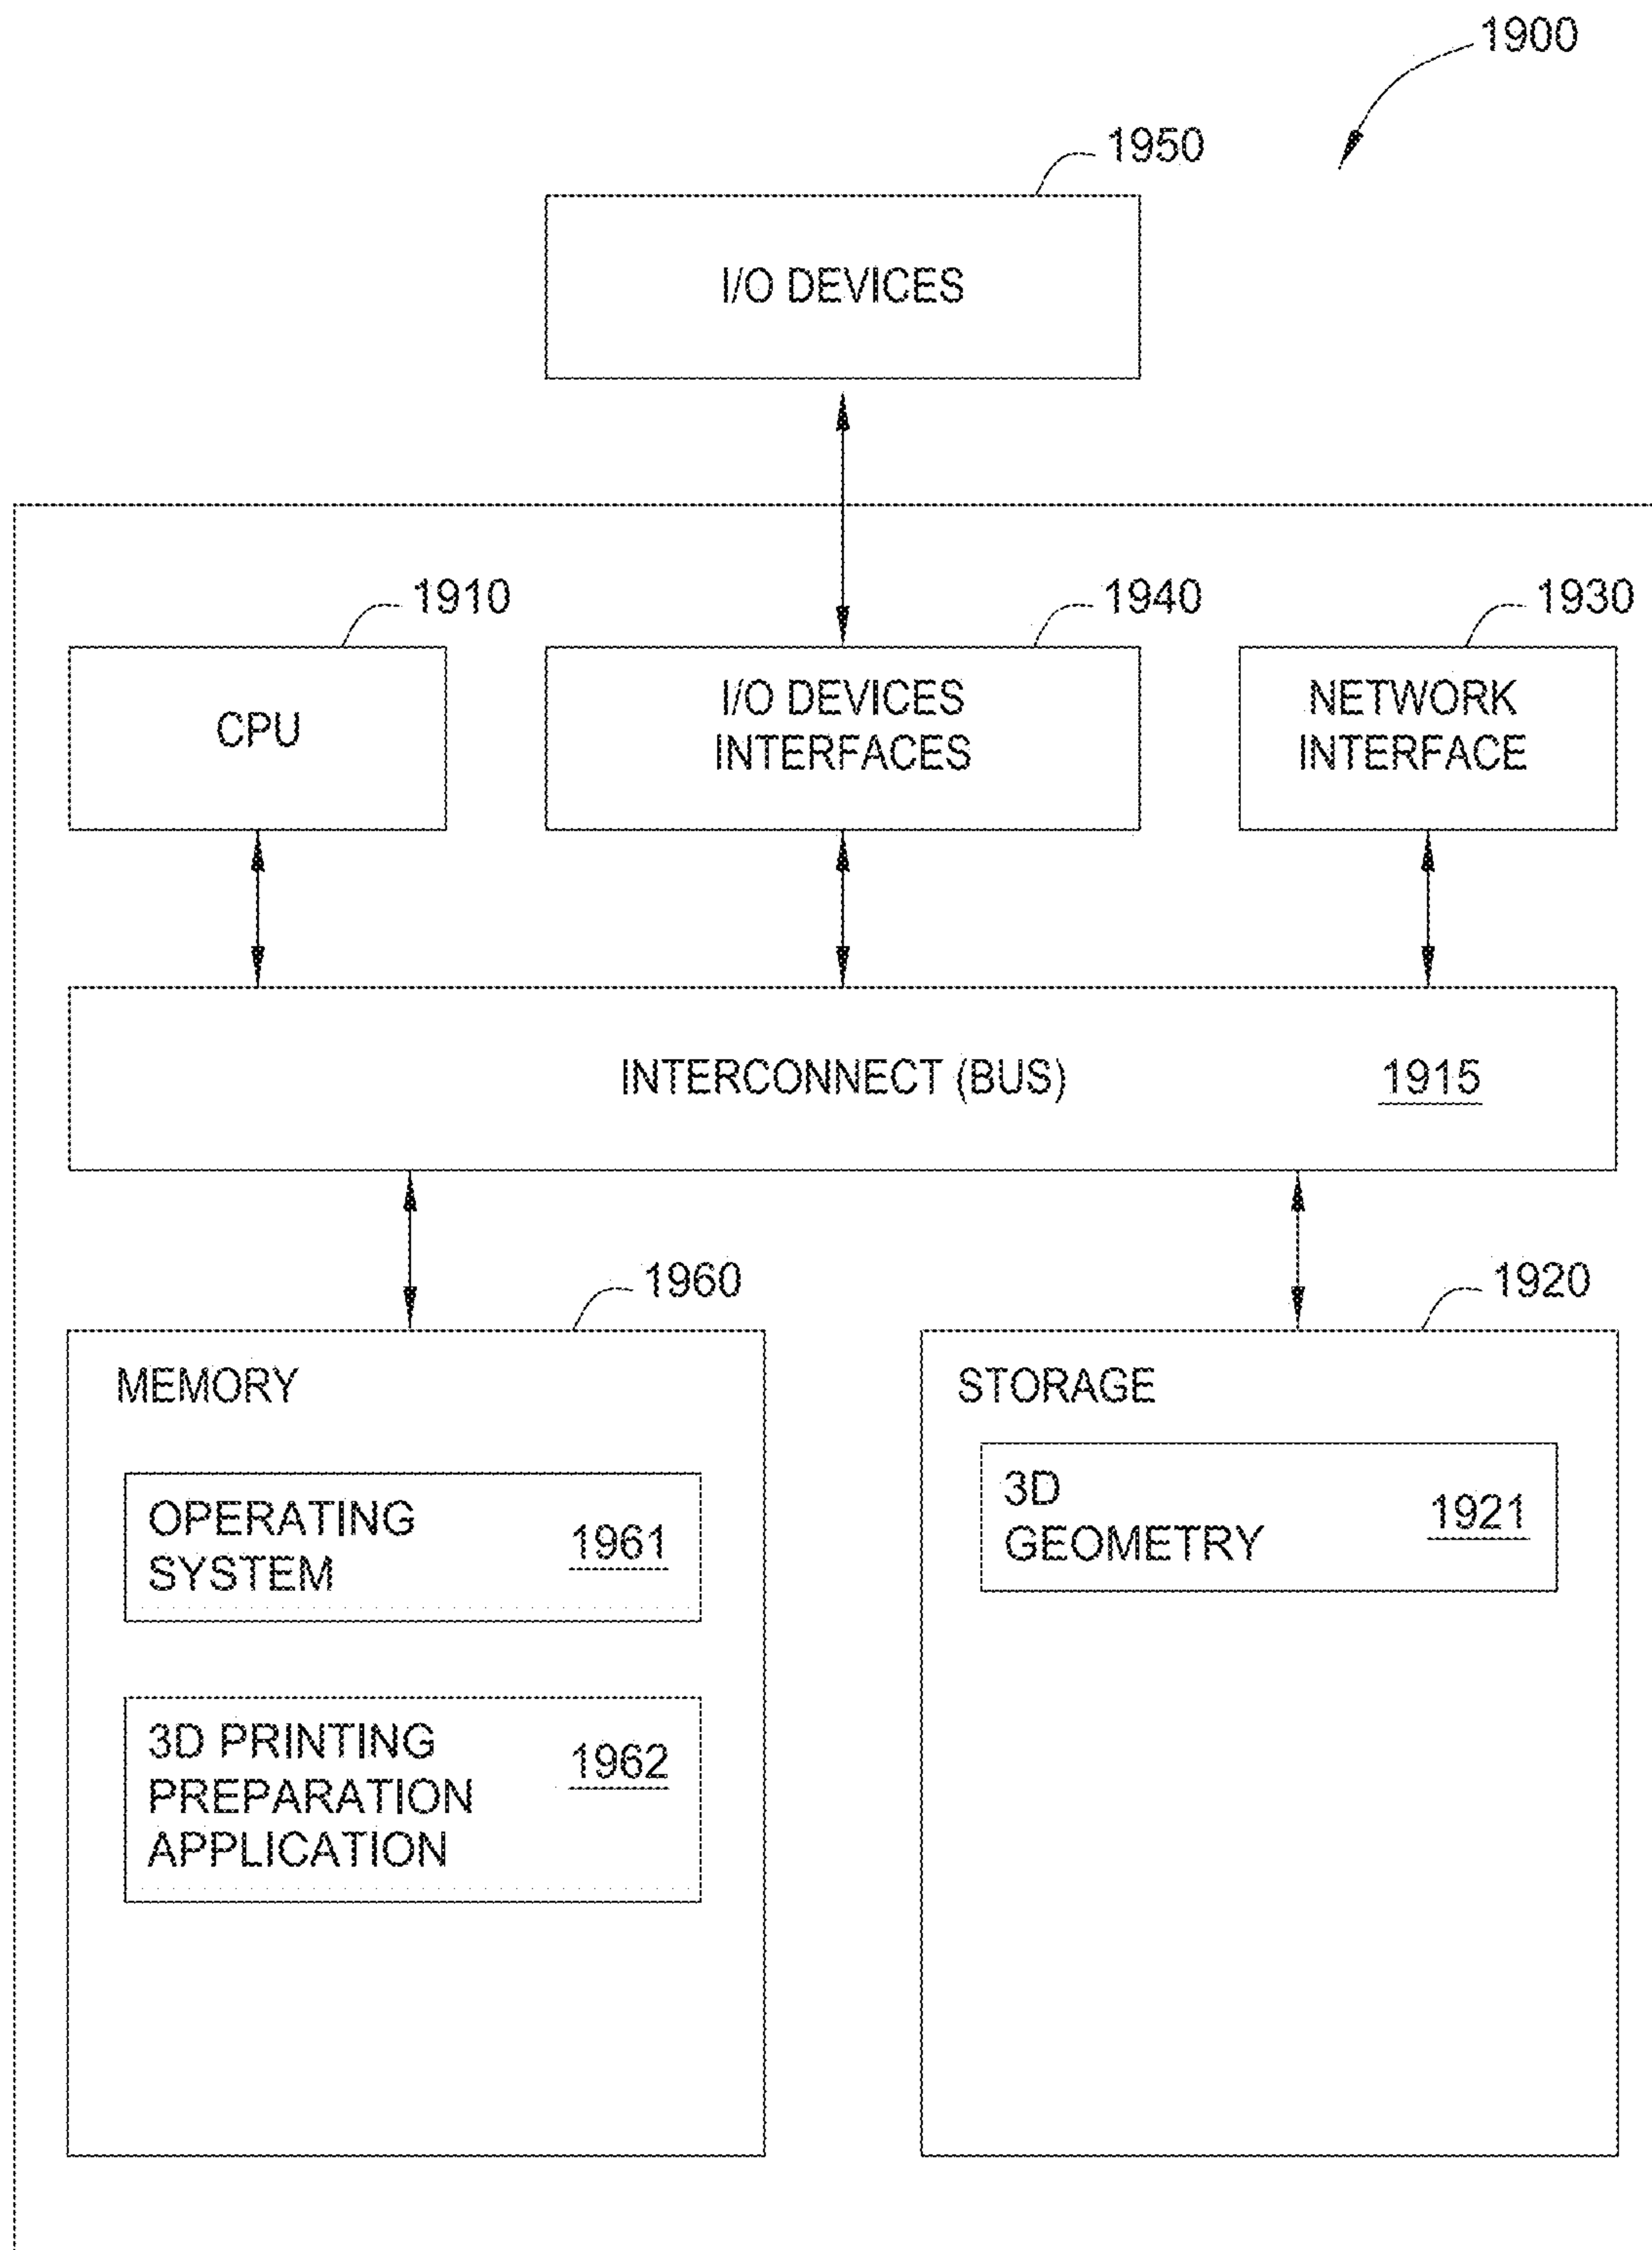 1900
1950
I/O DEVICES
1910
1940
1930
CPU
I/O DEVICES
INTERFACES
NETWORK
INTERFACE
INTERCONNECT (BUS)
1915
1960
1920
MEMORY
STORAGE
OPERATING
SYSTEM
1961
3D
GEOMETRY
1921
3D PRINTING
PREPARATION
APPLICATION
1962